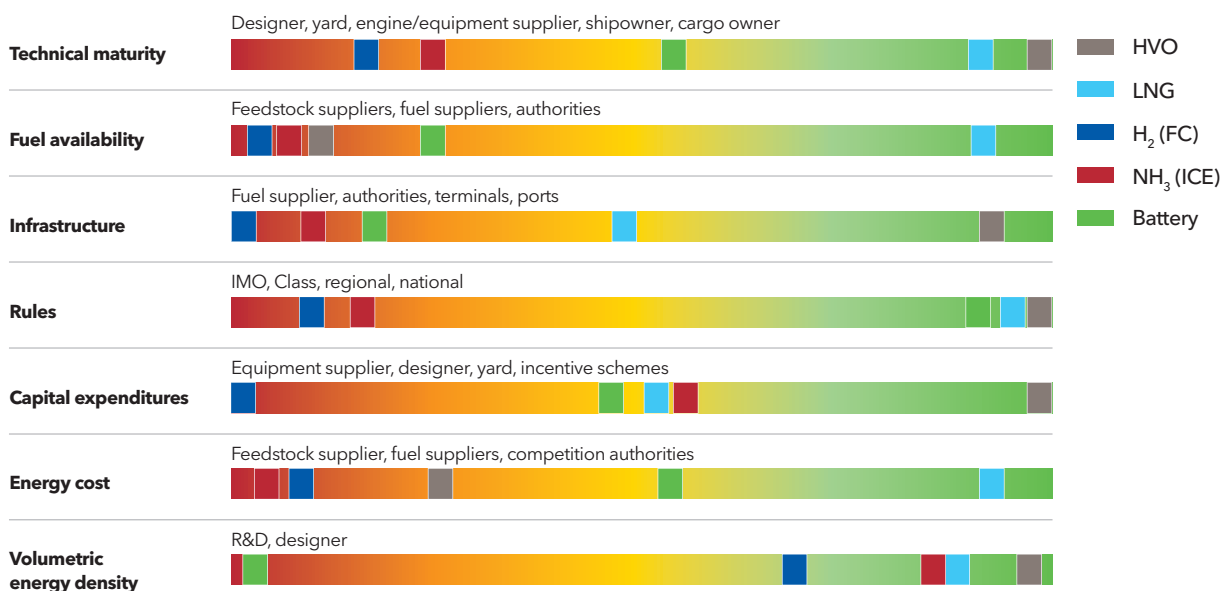 Designer, yard, engine/equipment supplier, shipowner, cargo owner
Technical maturity
Feedstock suppliers, fuel suppliers, authorities
Fuel availability
Fuel supplier, authorities, terminals, ports
Infrastructure
IMO, Class, regional, national
Rules
Equipment supplier, designer, yard, incentive schemes
Capital expenditures
Feedstock supplier, fuel suppliers, competition authorities
Energy cost
R&D, designer
Volumetric
energy density
HVO
LNG
H₂ (FC)
NH₃ (ICE)
Battery